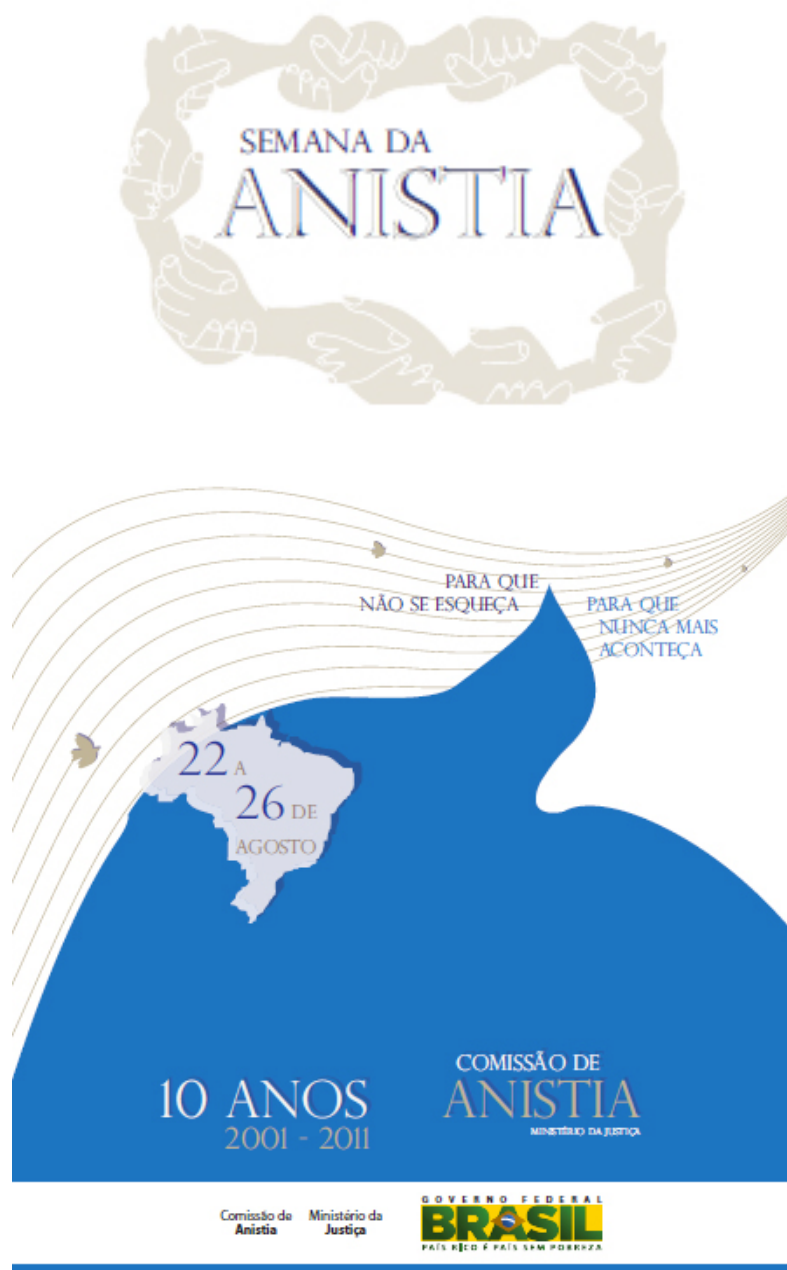 SEMANA DA
ANISTIA
PARA QUE
NÃO SE ESQUEÇA
PARA QUE
NUNCA MAIS
ACONTEÇA
22 A
26 DE
AGOSTO
10 ANOS
2001 - 2011
COMISSÃO DE
ANISTIA
MINISTÉRIO DA JUSTIÇA
Comissão de
Anistia
Ministério da
Justiça
GOVERNO FEDERAL
BRASIL
PAÍS RICO É PAÍS SEM POBREZA